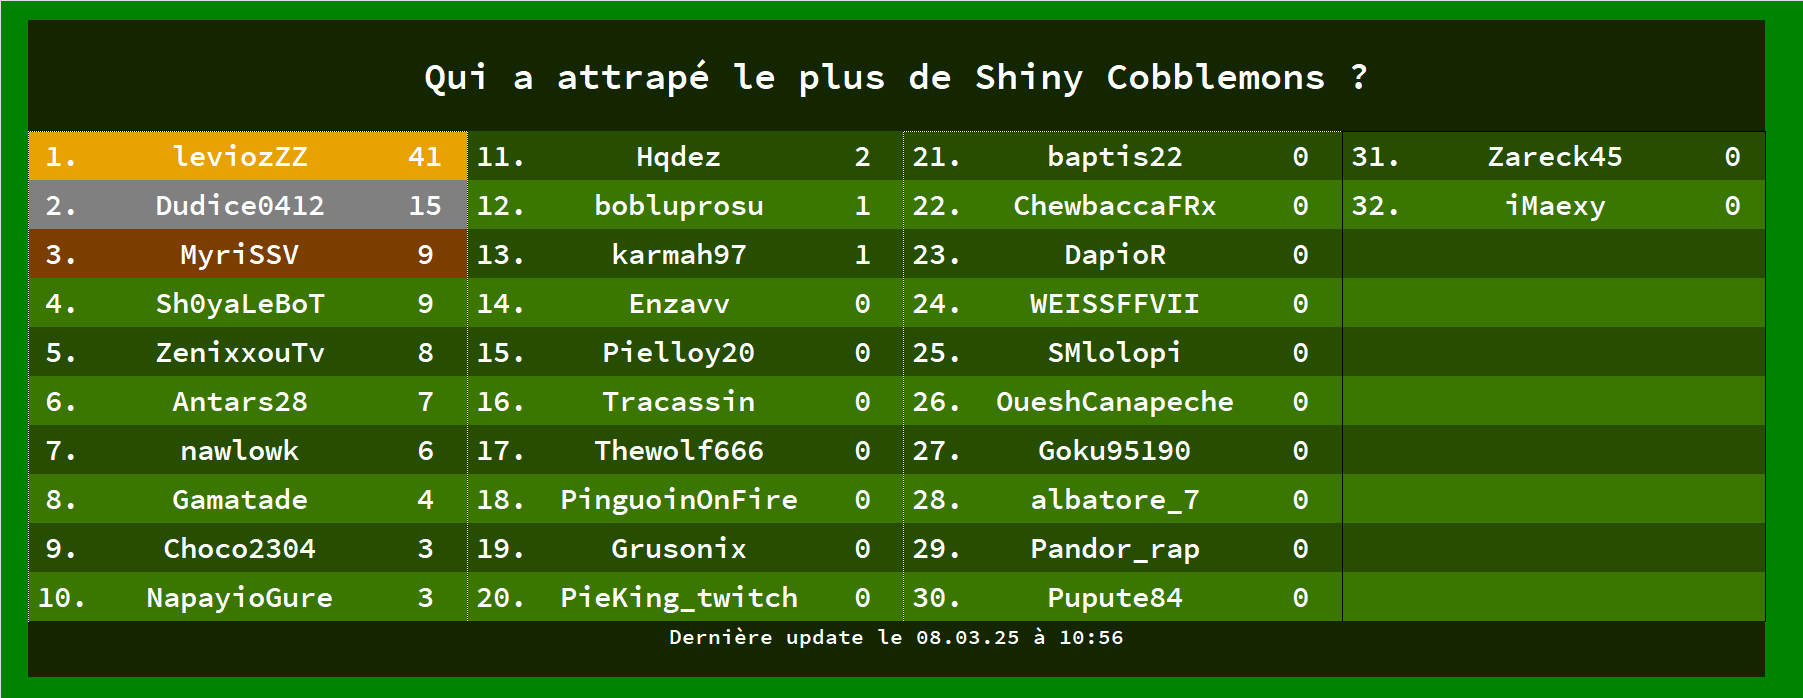 Qui a attrapé le plus de Shiny Cobblemons ?
1. leviozZZ 41
2. Dudice0412 15
3. MyriSSV 9
4. Sh0yaLeBoT 9
5. ZenixxouTv 8
6. Antars28 7
7. nawlowk 6
8. Gamatade 4
9. Choco2304 3
10. NapayioGure 3
11. Hqdez 2
12. bobluprosu 1
13. karmah97 1
14. Enzavv 0
15. Pielloy20 0
16. Tracassin 0
17. Thewolf666 0
18. PinguoinOnFire 0
19. Grusonix 0
20. PieKing_twitch 0
21. baptis22 0
22. ChewbaccaFRx 0
23. DapioR 0
24. WEISSFFVII 0
25. SMlolopi 0
26. OueshCanapeche 0
27. Goku95190 0
28. albatore_7 0
29. Pandor_rap 0
30. Pupute84 0
31. Zareck45 0
32. iMaexy 0
Dernière update le 08.03.25 à 10:56